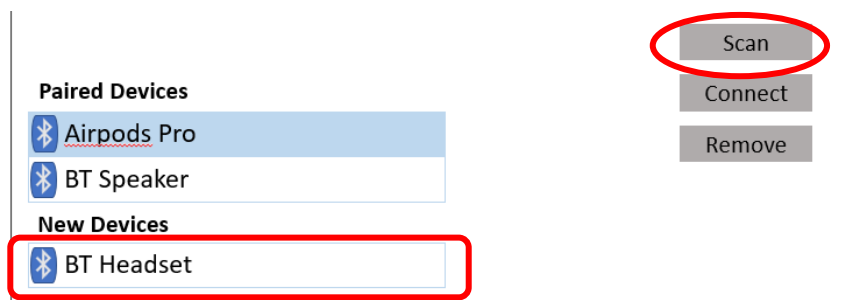 Scan
Paired Devices
Connect
Airpods Pro
Remove
BT Speaker
New Devices
BT Headset